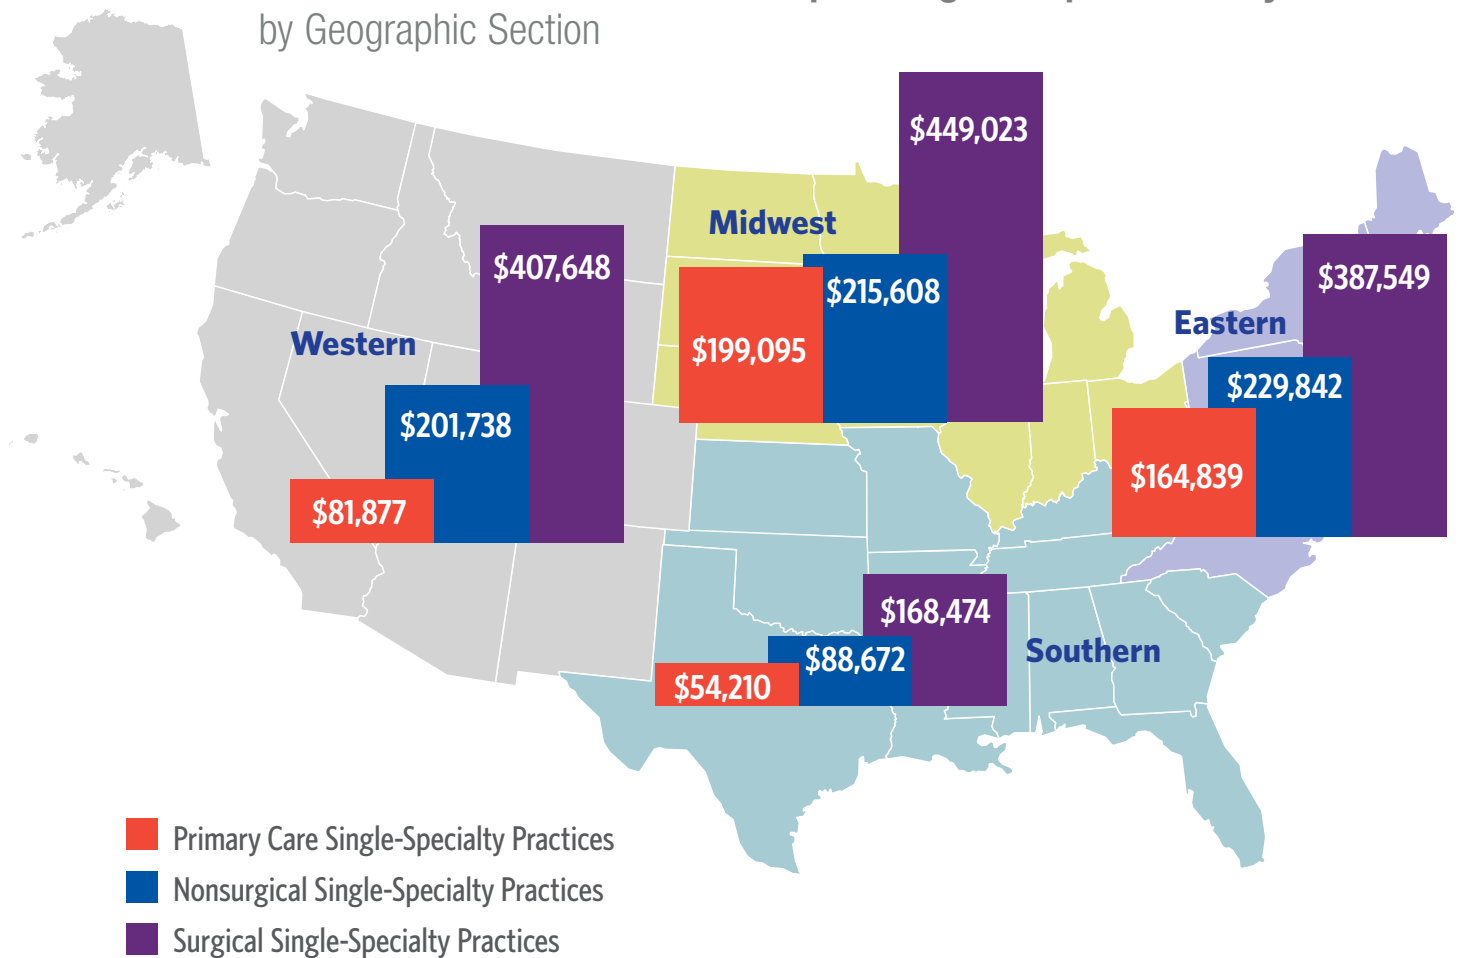 by Geographic Section
$449,023
Midwest
$407,648
$215,608
$387,549
Eastern
Western
$199,095
$229,842
$201,738
$164,839
$81,877
$168,474
Southern
$88,672
$54,210
Primary Care Single-Specialty Practices
Nonsurgical Single-Specialty Practices
Surgical Single-Specialty Practices